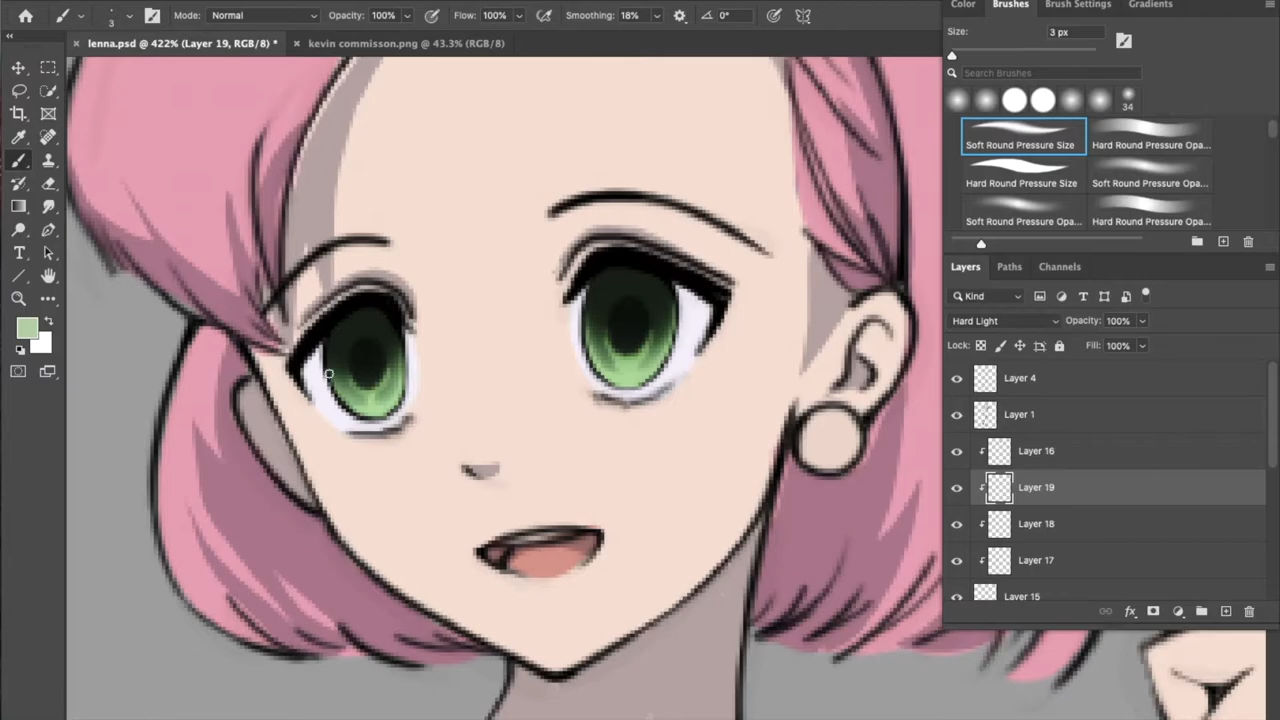 3 Mode: Normal Opacity: 100% Flow: 100% Smoothing: 18% 0°
Color Brushes Brush Settings Gradients
lenna.psd @ 422% (Layer 19, RGB/8) * kevin commisson.png @ 43.3% (RGB/8)
Size: 3 px
Search Brushes
34
Soft Round Pressure Size Hard Round Pressure Opa...
Hard Round Pressure Size Soft Round Pressure Opa...
Soft Round Pressure Opa... Hard Round Pressure Opa...
Layers Paths Channels
Kind
Hard Light Opacity: 100%
Lock: Fill: 100%
Layer 4
Layer 1
Layer 16
Layer 19
Layer 18
Layer 17
Layer 15
fx